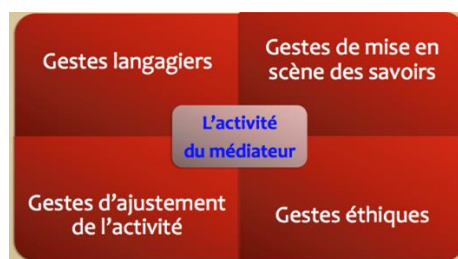 Gestes langagiers
Gestes de mise en
scène des savoirs
L'activité
du médiateur
Gestes d'ajustement
de l'activité
Gestes éthiques